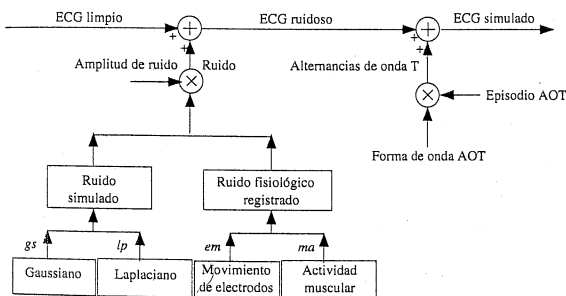 ECG limpio
ECG ruidoso
ECG simulado
+
+
+
+
+
+
Amplitud de ruido
Ruido
Alternancias de onda T
×
×
Episodio AOT
Forma de onda AOT
Ruido
simulado
Ruido fisiológico
registrado
gs
lp
em
ma
Gaussiano
Laplaciano
Movimiento
de electrodos
Actividad
muscular